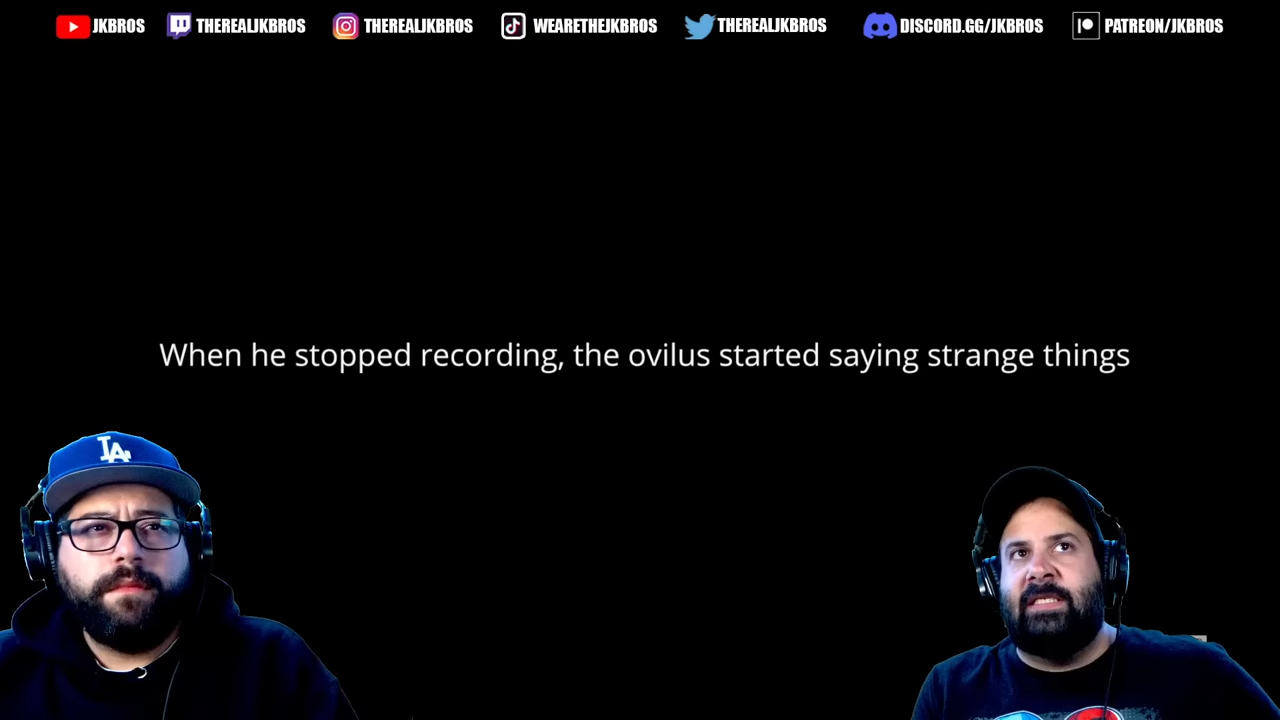 JKBROS THEREALJKBROS THEREALJKBROS WEARETHEJKBROS THEREALJKBROS DISCORD.GG/JKBROS PATREON/JKBROS
When he stopped recording, the ovilus started saying strange things
LA